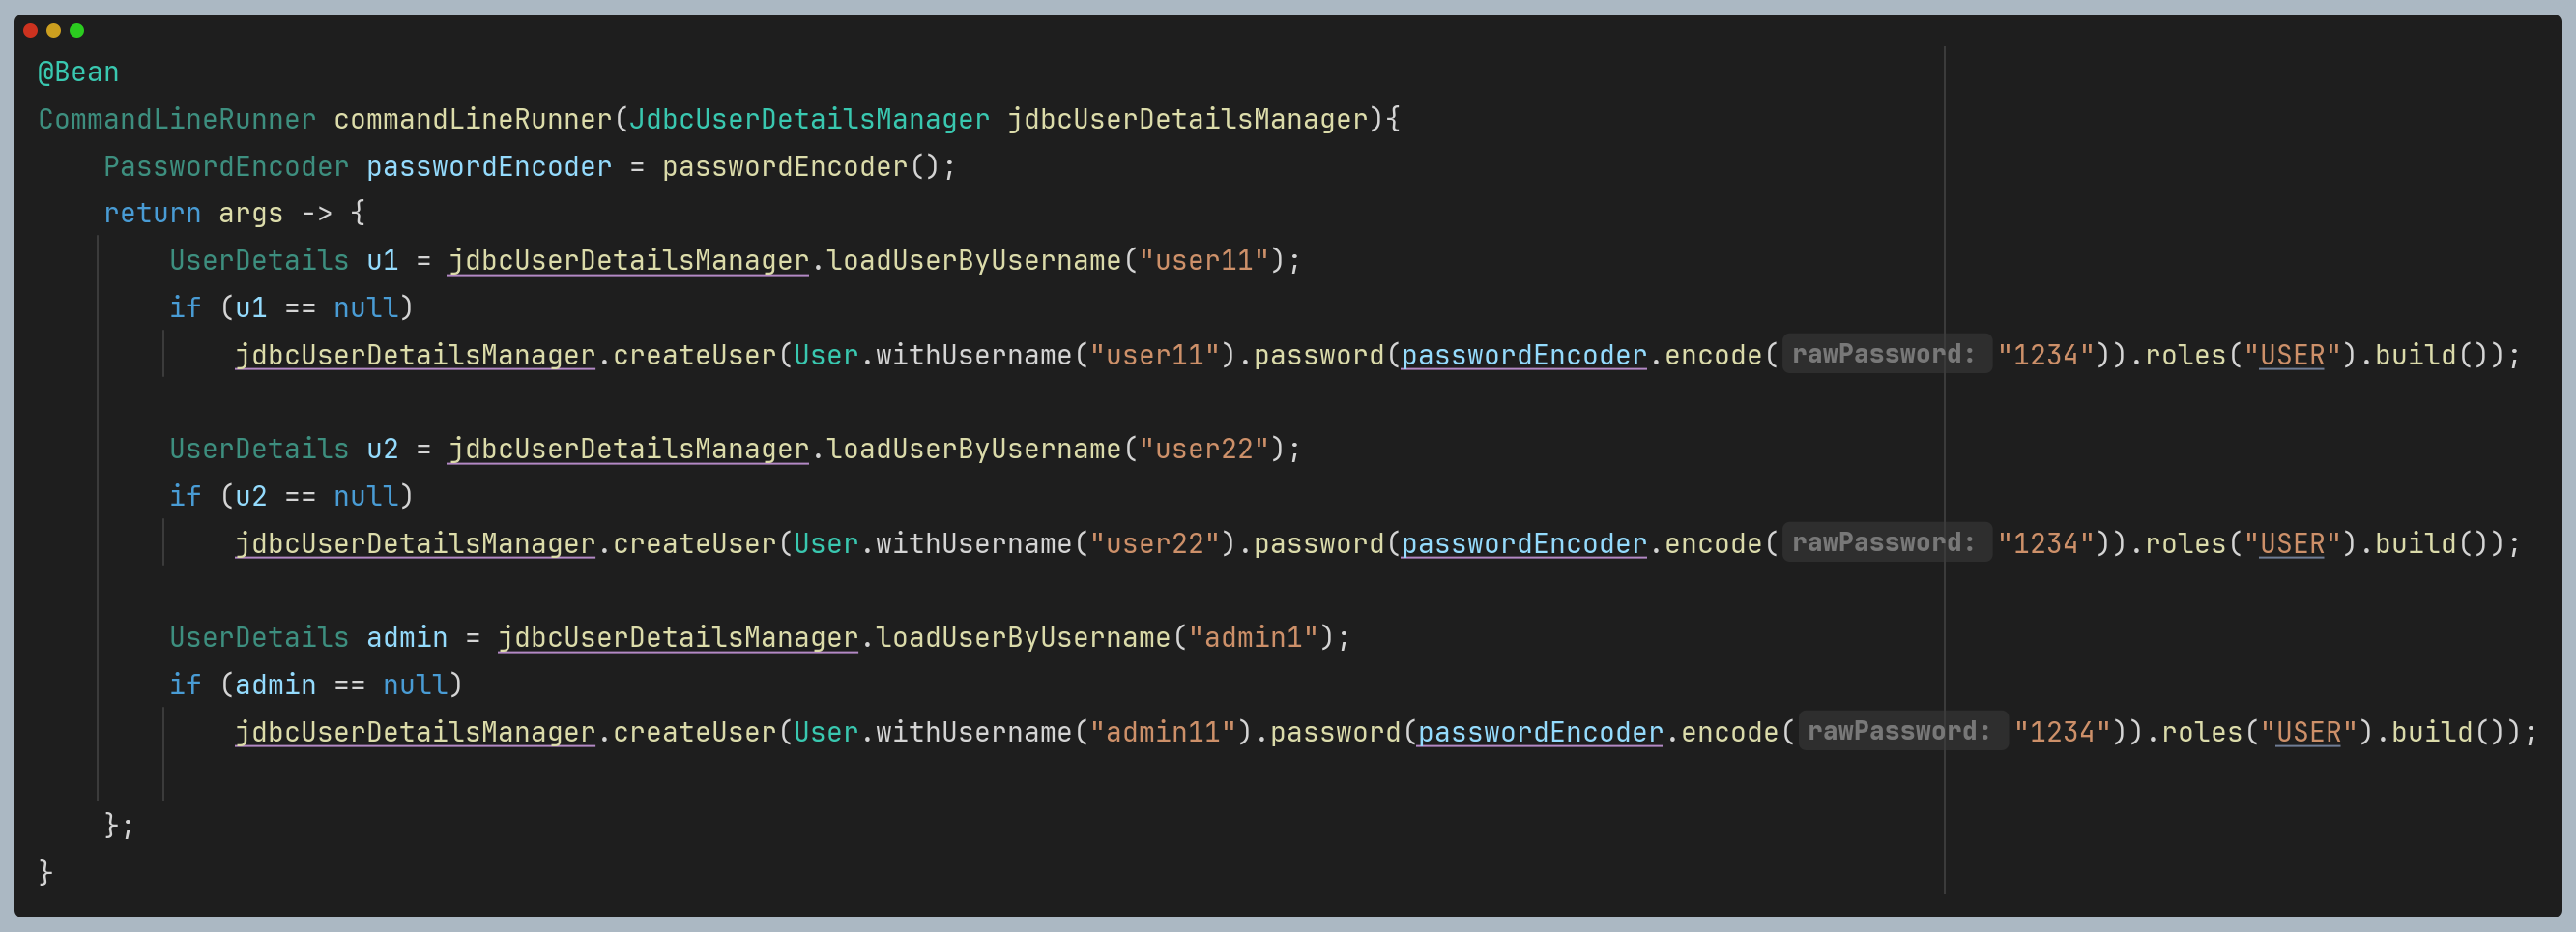 @Bean
CommandLineRunner commandLineRunner(JdbcUserDetailsManager jdbcUserDetailsManager){
    PasswordEncoder passwordEncoder = passwordEncoder();
    return args -> {
        UserDetails u1 = jdbcUserDetailsManager.loadUserByUsername("user11");
        if (u1 == null)
            jdbcUserDetailsManager.createUser(User.withUsername("user11").password(passwordEncoder.encode( rawPassword: "1234")).roles("USER").build());
        UserDetails u2 = jdbcUserDetailsManager.loadUserByUsername("user22");
        if (u2 == null)
            jdbcUserDetailsManager.createUser(User.withUsername("user22").password(passwordEncoder.encode( rawPassword: "1234")).roles("USER").build());
        UserDetails admin = jdbcUserDetailsManager.loadUserByUsername("admin1");
        if (admin == null)
            jdbcUserDetailsManager.createUser(User.withUsername("admin11").password(passwordEncoder.encode( rawPassword: "1234")).roles("USER").build());
    };
}